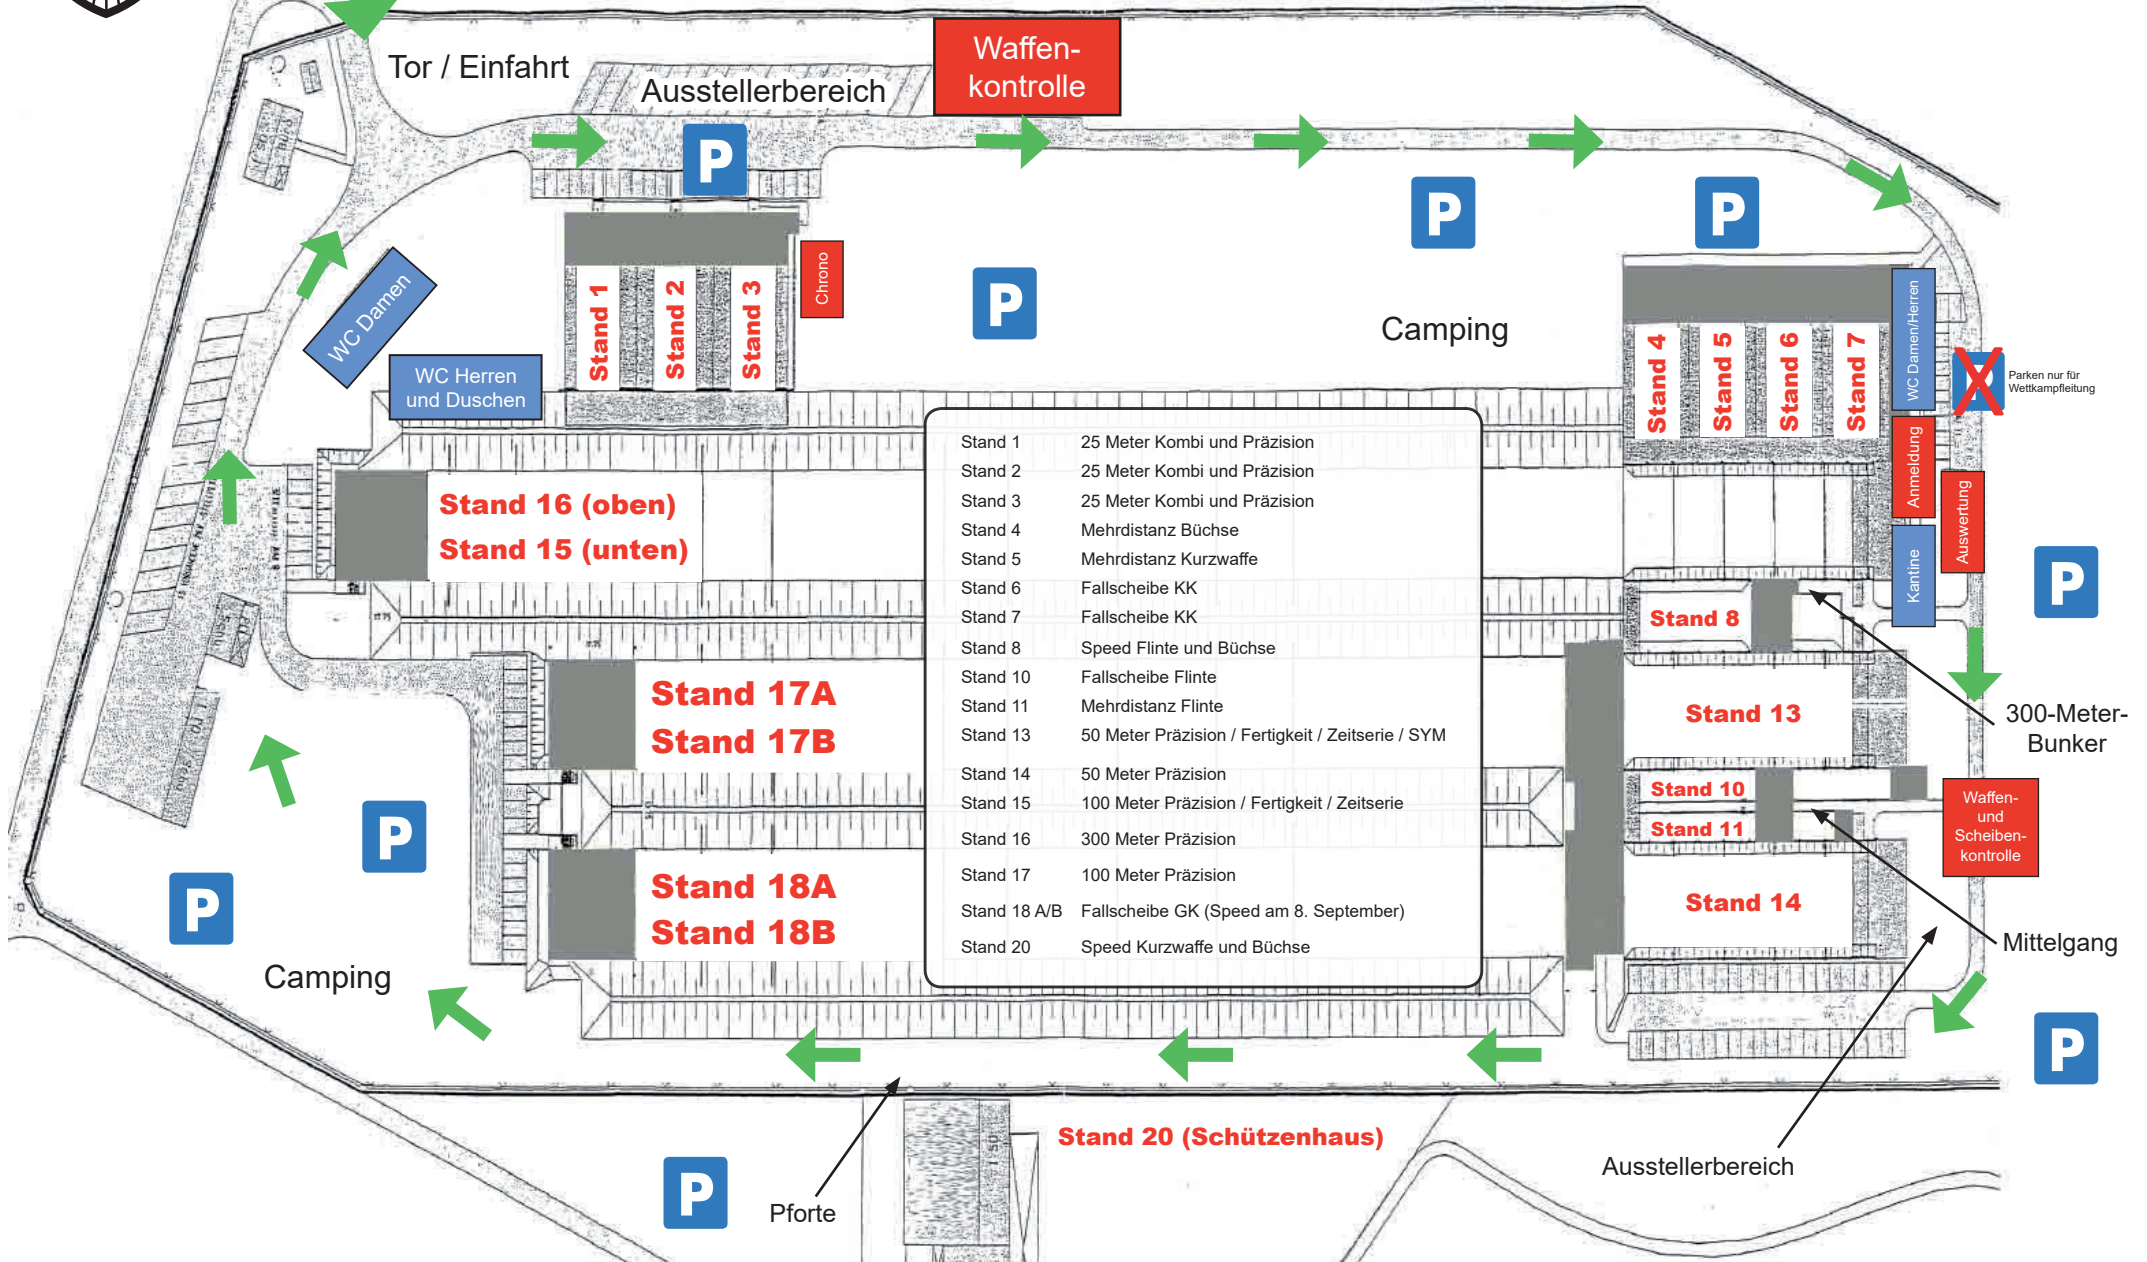 Tor / Einfahrt
Ausstellerbereich
Waffen-
kontrolle
P
P
P
P
Chrono
WC Damen
WC Herren
und Duschen
Stand 1
Stand 2
Stand 3
Camping
Stand 4
Stand 5
Stand 6
Stand 7
WC Damen/Herren
P
Parken nur für
Wettkampfleitung
Anmeldung
Auswertung
Kantine
P
Stand 16 (oben)
Stand 15 (unten)
Stand 1 25 Meter Kombi und Präzision
Stand 2 25 Meter Kombi und Präzision
Stand 3 25 Meter Kombi und Präzision
Stand 4 Mehrdistanz Büchse
Stand 5 Mehrdistanz Kurzwaffe
Stand 6 Fallscheibe KK
Stand 7 Fallscheibe KK
Stand 8 Speed Flinte und Büchse
Stand 10 Fallscheibe Flinte
Stand 11 Mehrdistanz Flinte
Stand 13 50 Meter Präzision / Fertigkeit / Zeitserie / SYM
Stand 14 50 Meter Präzision
Stand 15 100 Meter Präzision / Fertigkeit / Zeitserie
Stand 16 300 Meter Präzision
Stand 17 100 Meter Präzision
Stand 18 A/B Fallscheibe GK (Speed am 8. September)
Stand 20 Speed Kurzwaffe und Büchse
Stand 8
Stand 17A
Stand 17B
Stand 13
300-Meter-
Bunker
Stand 10
Stand 11
Waffen-
und
Scheiben-
kontrolle
P
P
Stand 18A
Stand 18B
Stand 14
Mittelgang
Camping
P
Stand 20 (Schützenhaus)
Ausstellerbereich
P
Pforte